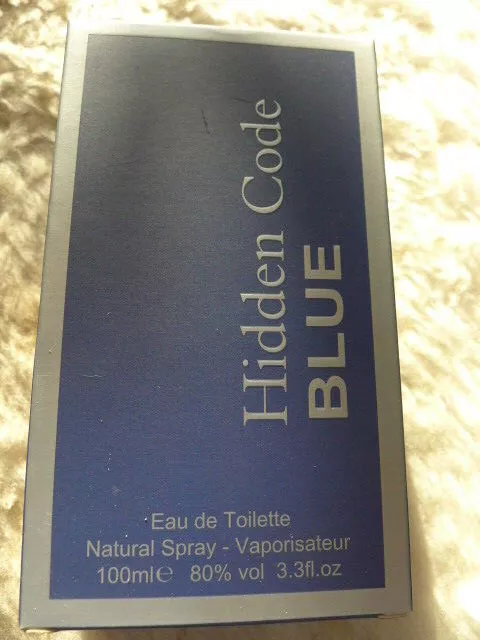 Hidden Code
BLUE
Eau de Toilette
Natural Spray - Vaporisateur
100ml℮ 80% vol 3.3fl.oz